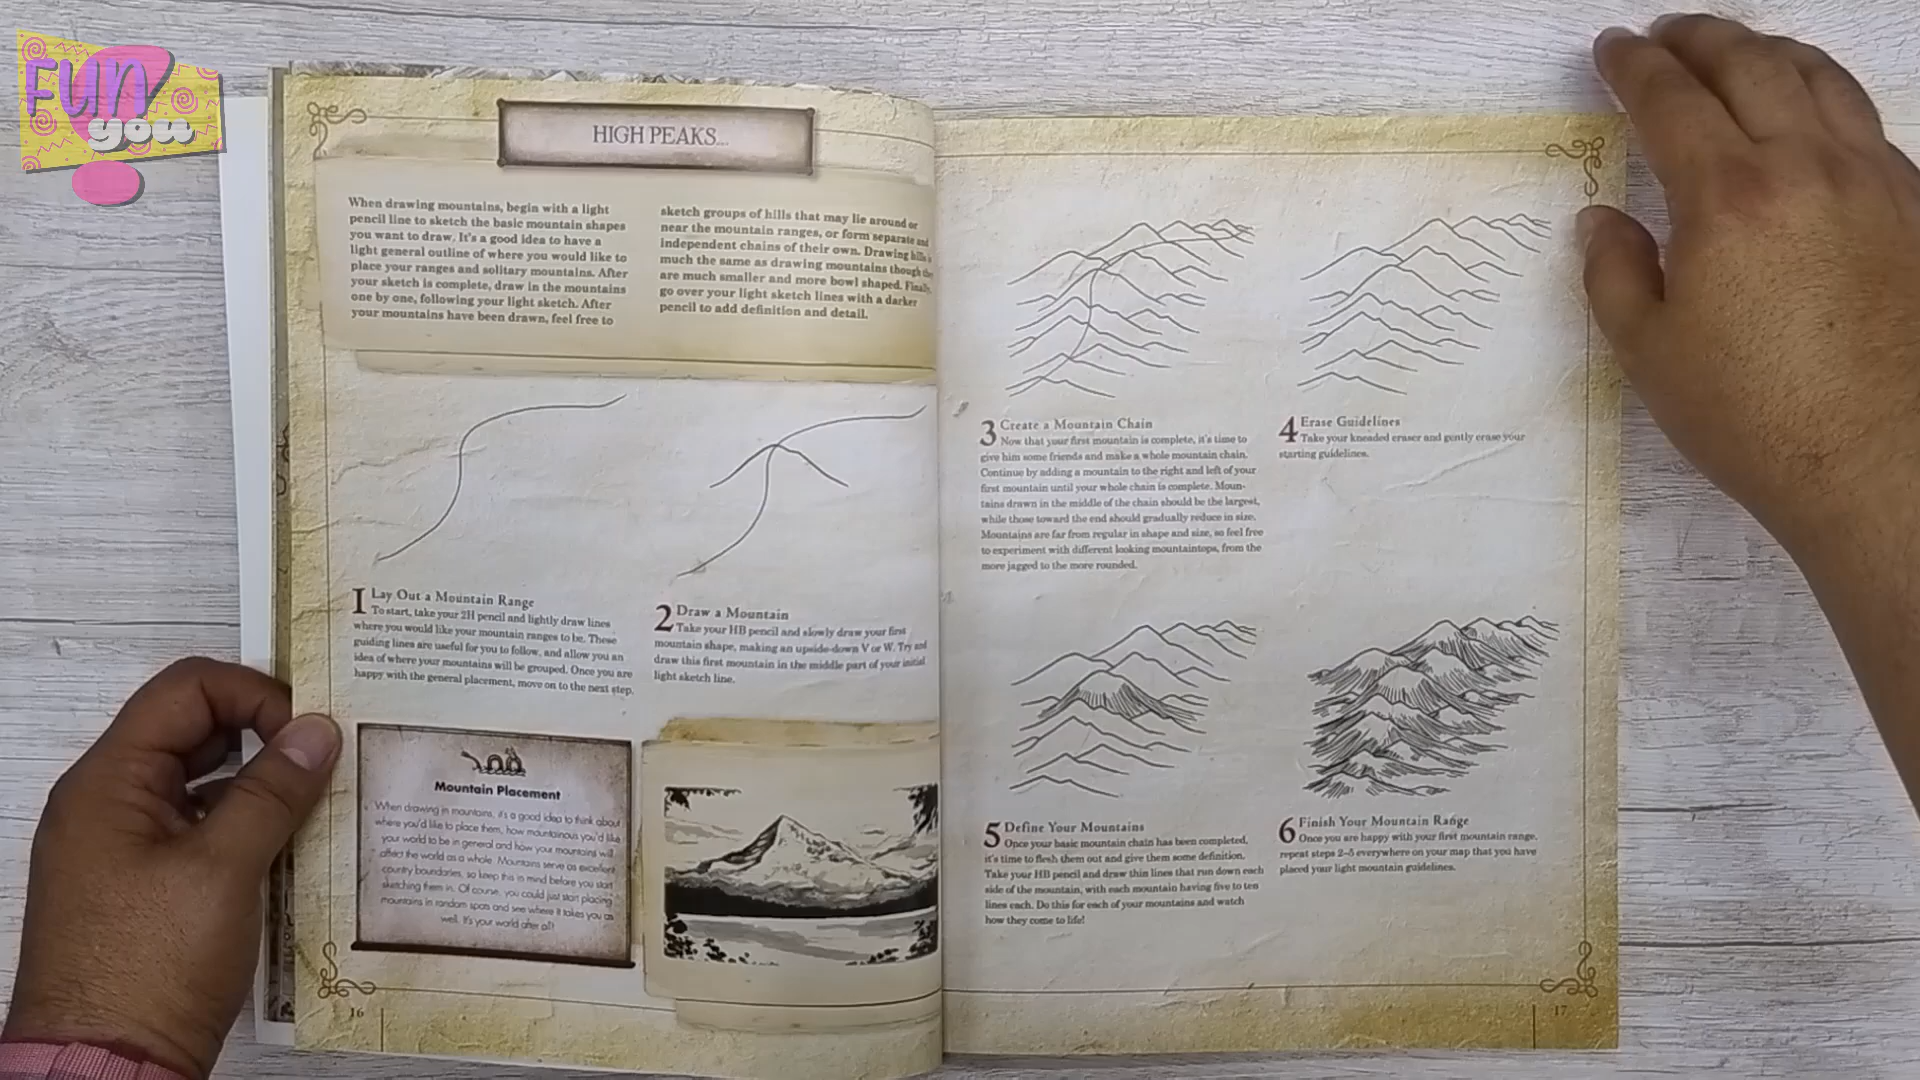 Fun
you
HIGH PEAKS...
When drawing mountains, begin with a light
pencil line to sketch the basic mountain shapes
you want to draw. It's a good idea to have a
light general outline of where you would like to
place your ranges and solitary mountains. After
your sketch is complete, draw in the mountains
one by one, following your light sketch. After
your mountains have been drawn, feel free to
sketch groups of hills that may lie around or
near the mountain ranges, or form separate and
independent chains of their own. Drawing hills is
much the same as drawing mountains though they
are much smaller and more bowl shaped. Finally,
go over your light sketch lines with a darker
pencil to add definition and detail.
1 Lay Out a Mountain Range
To start, take your 2H pencil and lightly draw lines
where you would like your mountain ranges to be. These
guiding lines are useful for you to follow, and allow you an
idea of where your mountains will be grouped. Once you are
happy with the general placement, move on to the next step.
2 Draw a Mountain
Take your HB pencil and slowly draw your first
mountain shape, making an upside-down V or W. Try and
draw this first mountain in the middle part of your initial
light sketch line.
Mountain Placement
When drawing in mountains, it's a good idea to think about
where you'd like to place them, how mountainous you'd like
your world to be in general and how your mountains will
affect the world as a whole. Mountains serve as excellent
country boundaries, so keep this in mind before you start
sketching them in. Of course, you could just start placing
mountains in random spots and see where it takes you as
well. It's your world after all!
16
3 Create a Mountain Chain
Now that your first mountain is complete, it's time to
give him some friends and make a whole mountain chain.
Continue by adding a mountain to the right and left of your
first mountain until your whole chain is complete. Moun-
tains drawn in the middle of the chain should be the largest,
while those toward the end should gradually reduce in size.
Mountains are far from regular in shape and size, so feel free
to experiment with different looking mountaintops, from the
more jagged to the more rounded.
4 Erase Guidelines
Take your kneaded eraser and gently erase your
starting guidelines.
5 Define Your Mountains
Once your basic mountain chain has been completed,
it's time to flesh them out and give them some definition.
Take your HB pencil and draw thin lines that run down each
side of the mountain, with each mountain having five to ten
lines each. Do this for each of your mountains and watch
how they come to life!
6 Finish Your Mountain Range
Once you are happy with your first mountain range,
repeat steps 2–5 everywhere on your map that you have
placed your light mountain guidelines.
17